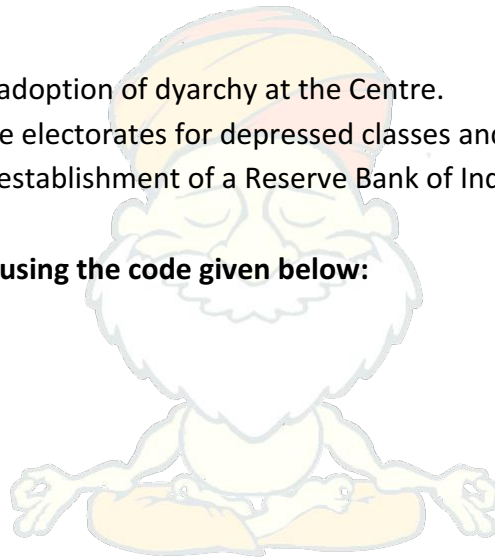 adoption of dyarchy at the Centre.
e electorates for depressed classes and
establishment of a Reserve Bank of
using the code given below: